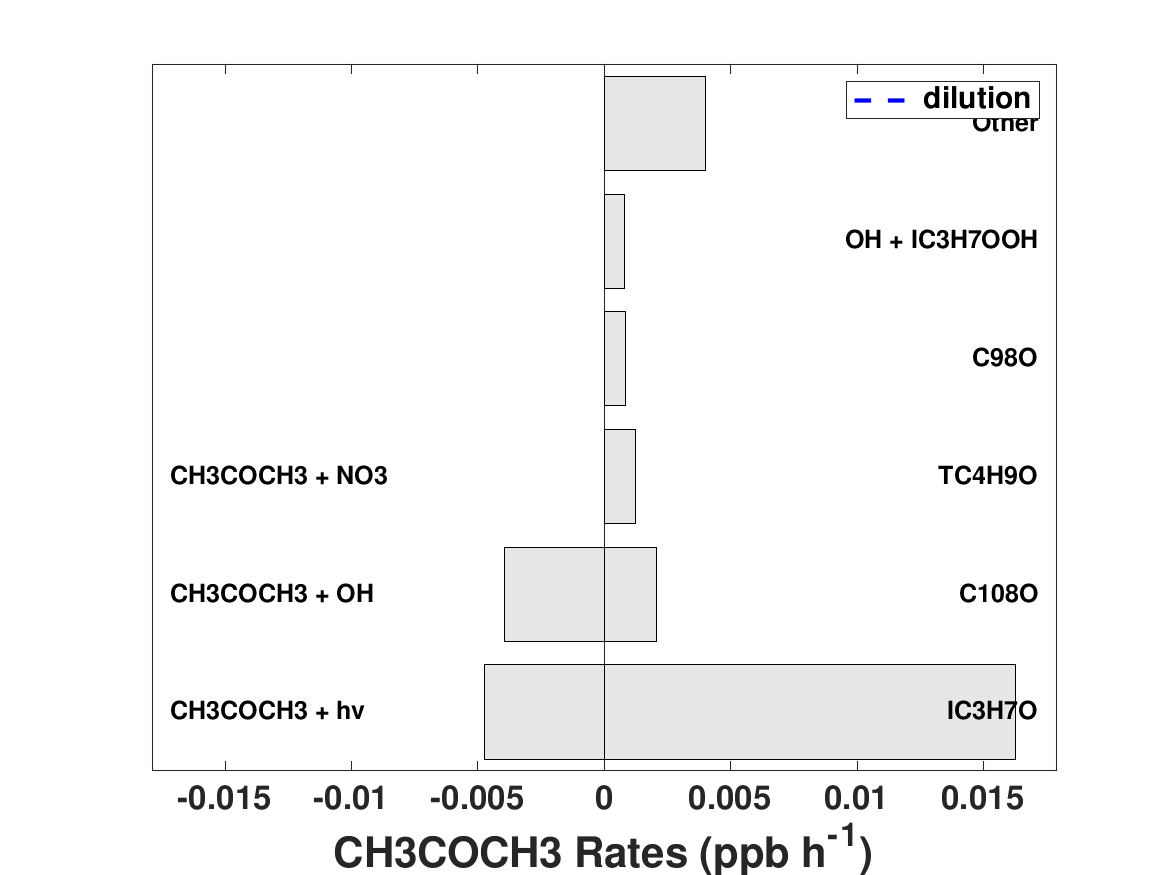 dilution
Other
OH + IC3H7OOH
C98O
CH3COCH3 + NO3 TC4H9O
CH3COCH3 + OH C108O
CH3COCH3 + hv IC3H7O
-0.015 -0.01 -0.005 0 0.005 0.01 0.015
CH3COCH3 Rates (ppb h-1)